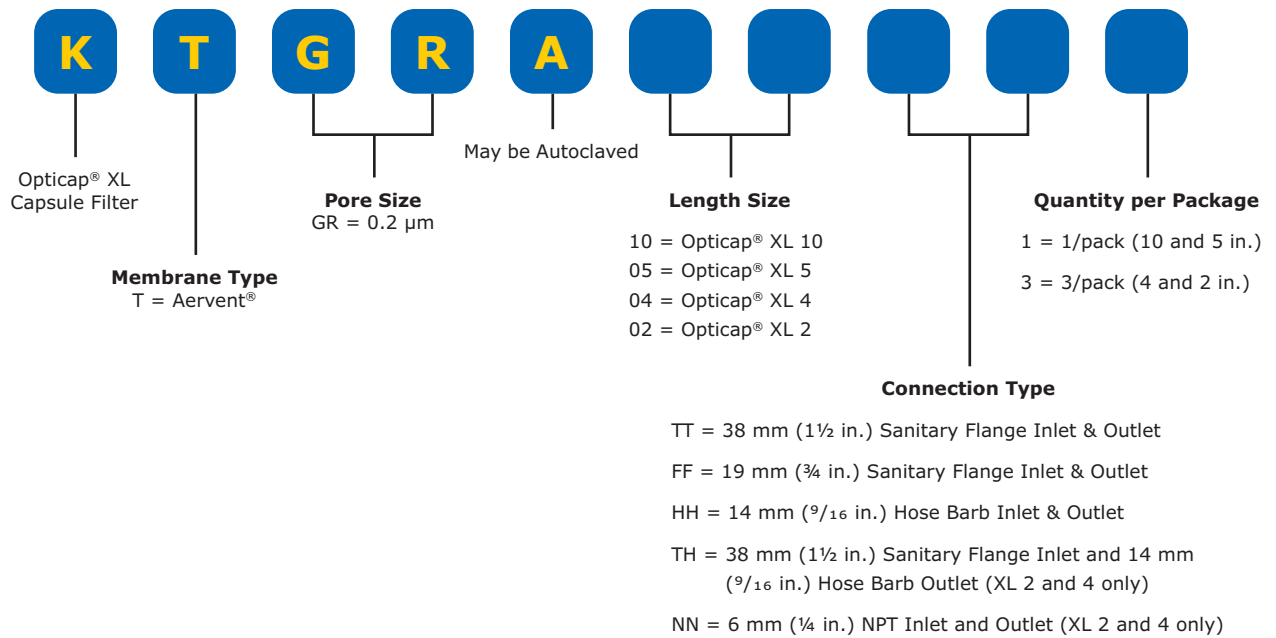 K T G R A
Opticap® XL
Capsule Filter
Membrane Type
T = Aervent®
Pore Size
GR = 0.2 µm
May be Autoclaved
Length Size
10 = Opticap® XL 10
05 = Opticap® XL 5
04 = Opticap® XL 4
02 = Opticap® XL 2
Connection Type
TT = 38 mm (1½ in.) Sanitary Flange Inlet & Outlet
FF = 19 mm (¾ in.) Sanitary Flange Inlet & Outlet
HH = 14 mm (⁹/₁₆ in.) Hose Barb Inlet & Outlet
TH = 38 mm (1½ in.) Sanitary Flange Inlet and 14 mm
(⁹/₁₆ in.) Hose Barb Outlet (XL 2 and 4 only)
NN = 6 mm (¼ in.) NPT Inlet and Outlet (XL 2 and 4 only)
Quantity per Package
1 = 1/pack (10 and 5 in.)
3 = 3/pack (4 and 2 in.)